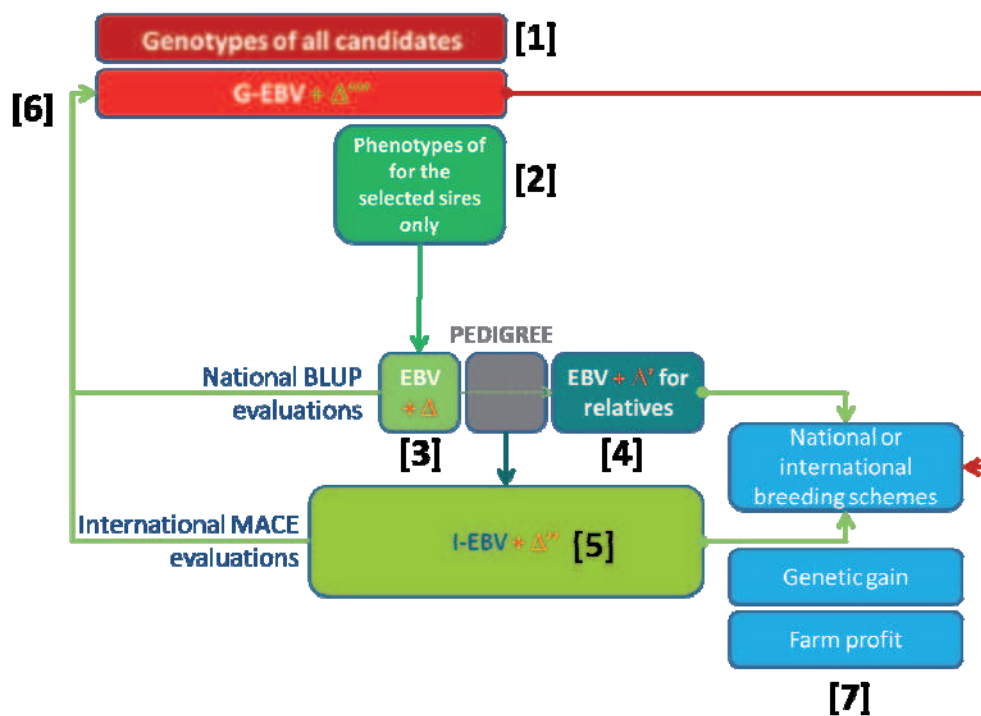 Genotypes of all candidates
[1]
G-EBV + Δ'''
[6]
Phenotypes of
for the
selected sires
only
[2]
PEDIGREE
National BLUP
evaluations
EBV
* Δ
EBV + Δ' for
relatives
[3]
[4]
National or
international
breeding schemes
International MACE
evaluations
I-EBV * Δ''
[5]
Genetic gain
Farm profit
[7]